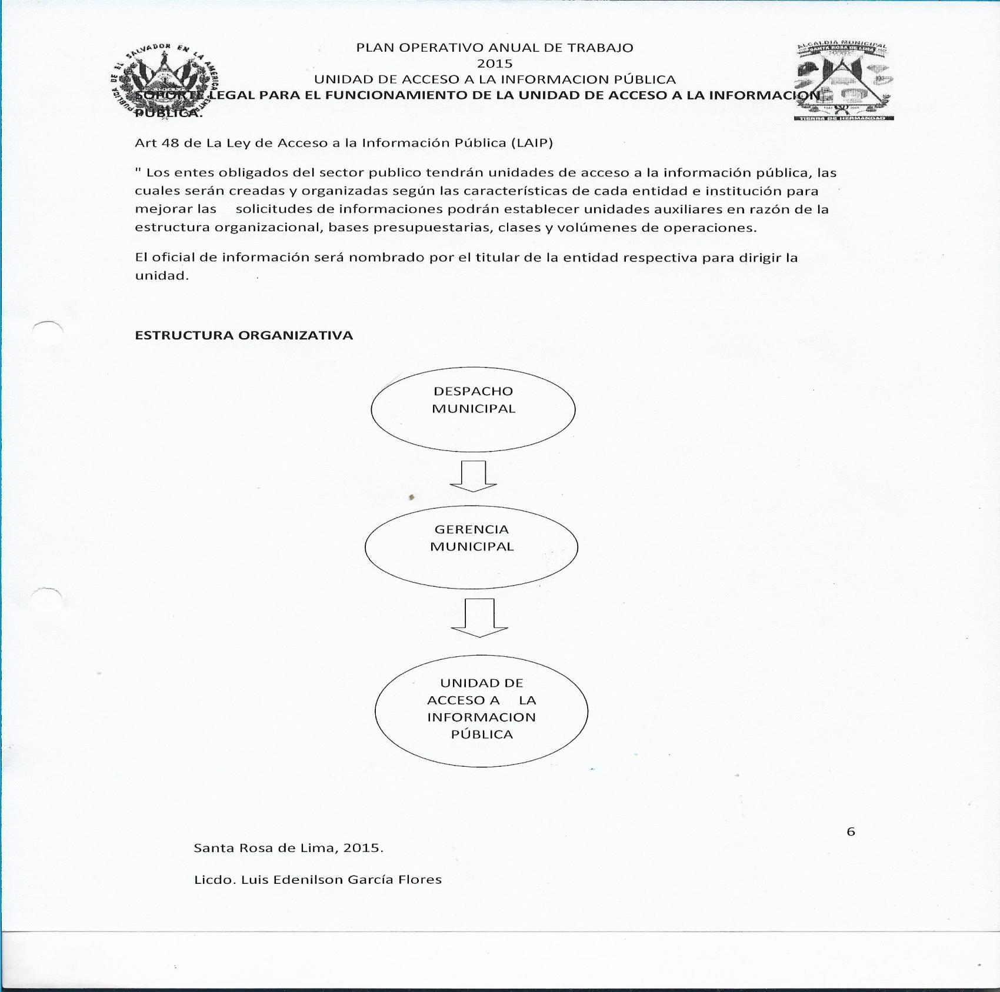 PLAN OPERATIVO ANUAL DE TRABAJO
2015
UNIDAD DE ACCESO A LA INFORMACION PÚBLICA
SOPORTE LEGAL PARA EL FUNCIONAMIENTO DE LA UNIDAD DE ACCESO A LA INFORMACION
PÚBLICA.
DE EL SALVADOR EN LA AMÉRICA
ALCALDIA MUNICIPAL
SANTA ROSA DE LIMA
TIERRA DE HERMANDAD
Art 48 de La Ley de Acceso a la Información Pública (LAIP)
" Los entes obligados del sector publico tendrán unidades de acceso a la información pública, las
cuales serán creadas y organizadas según las características de cada entidad e institución para
mejorar las solicitudes de informaciones podrán establecer unidades auxiliares en razón de la
estructura organizacional, bases presupuestarias, clases y volúmenes de operaciones.
El oficial de información será nombrado por el titular de la entidad respectiva para dirigir la
unidad.
ESTRUCTURA ORGANIZATIVA
DESPACHO
MUNICIPAL
GERENCIA
MUNICIPAL
UNIDAD DE
ACCESO A LA
INFORMACION
PÚBLICA
6
Santa Rosa de Lima, 2015.
Licdo. Luis Edenilson García Flores